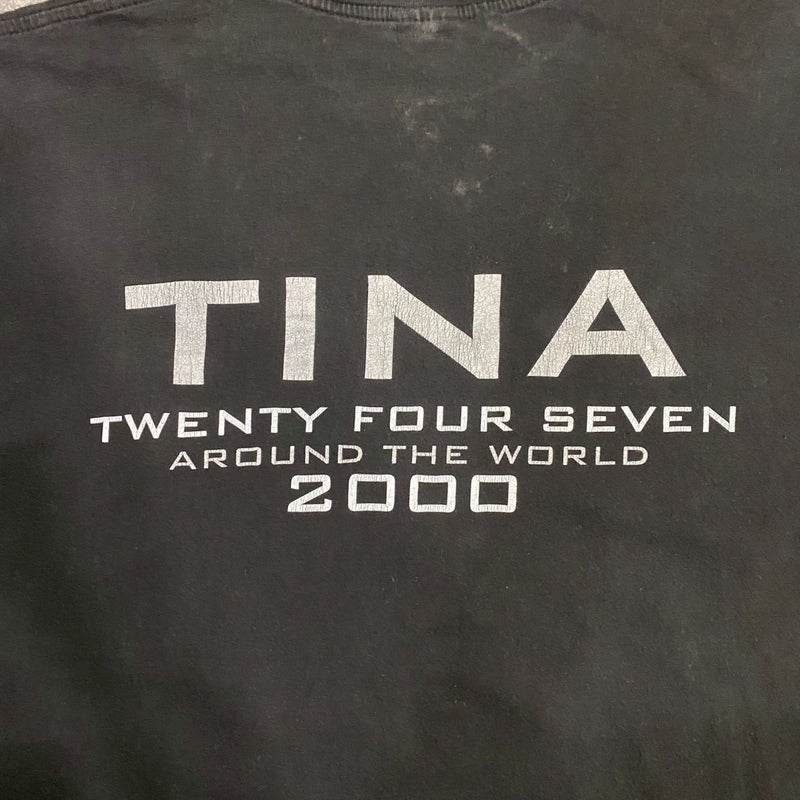 TINA
TWENTY FOUR SEVEN
AROUND THE WORLD
2000